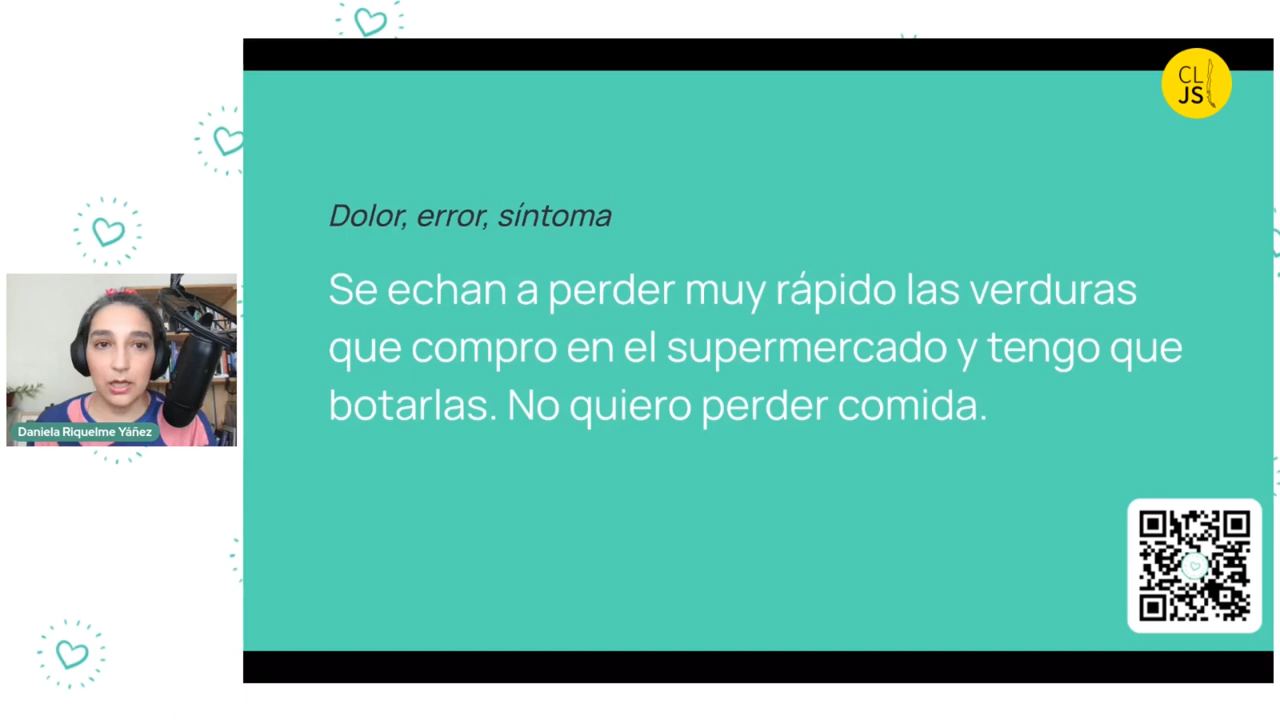 CL
JS
Dolor, error, síntoma
Se echan a perder muy rápido las verduras
que compro en el supermercado y tengo que
botarlas. No quiero perder comida.
Daniela Riquelme Yáñez